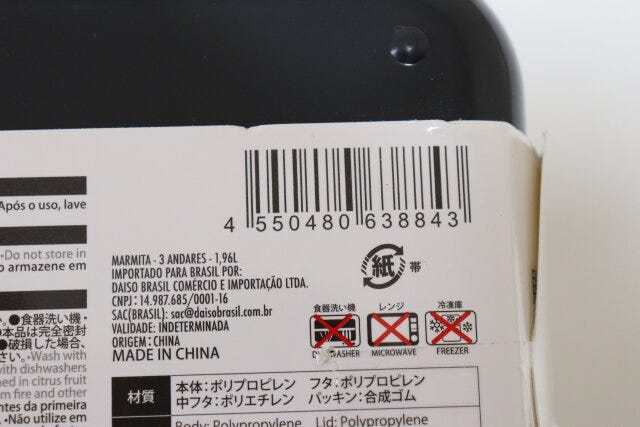 4 550480 638843
Após o uso, lave
•Do not store in
o armazene em
MARMITA - 3 ANDARES - 1,96L
IMPORTADO PARA BRASIL POR:
DAISO BRASIL COMÉRCIO E IMPORTAÇÃO LTDA.
CNPJ: 14.987.685/0001-16
SAC(BRASIL): sac@daisobrasil.com.br
VALIDADE: INDETERMINADA
ORIGEM: CHINA
MADE IN CHINA
紙 帯
食器洗い機 レンジ 冷凍庫
DISHWASHER MICROWAVE FREEZER
い。●食器洗い機・
•本品は完全密封
●破損した場合、
さい。•Wash with
with dishwashers
ned in citrus fruit
m fire and other
ntes da primeira
•Não utilize em
材質 本体:ポリプロピレン フタ:ポリプロピレン
中フタ:ポリエチレン パッキン:合成ゴム
Body: Polypropylene Lid: Polypropylene